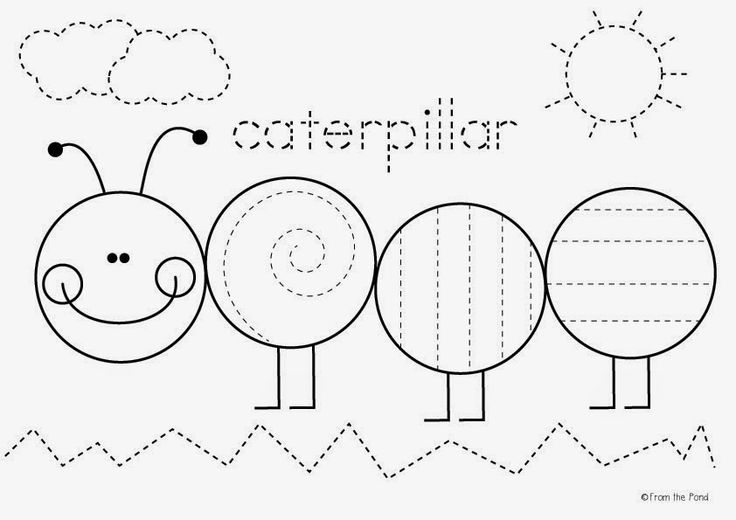 caterpillar
©From the Pond